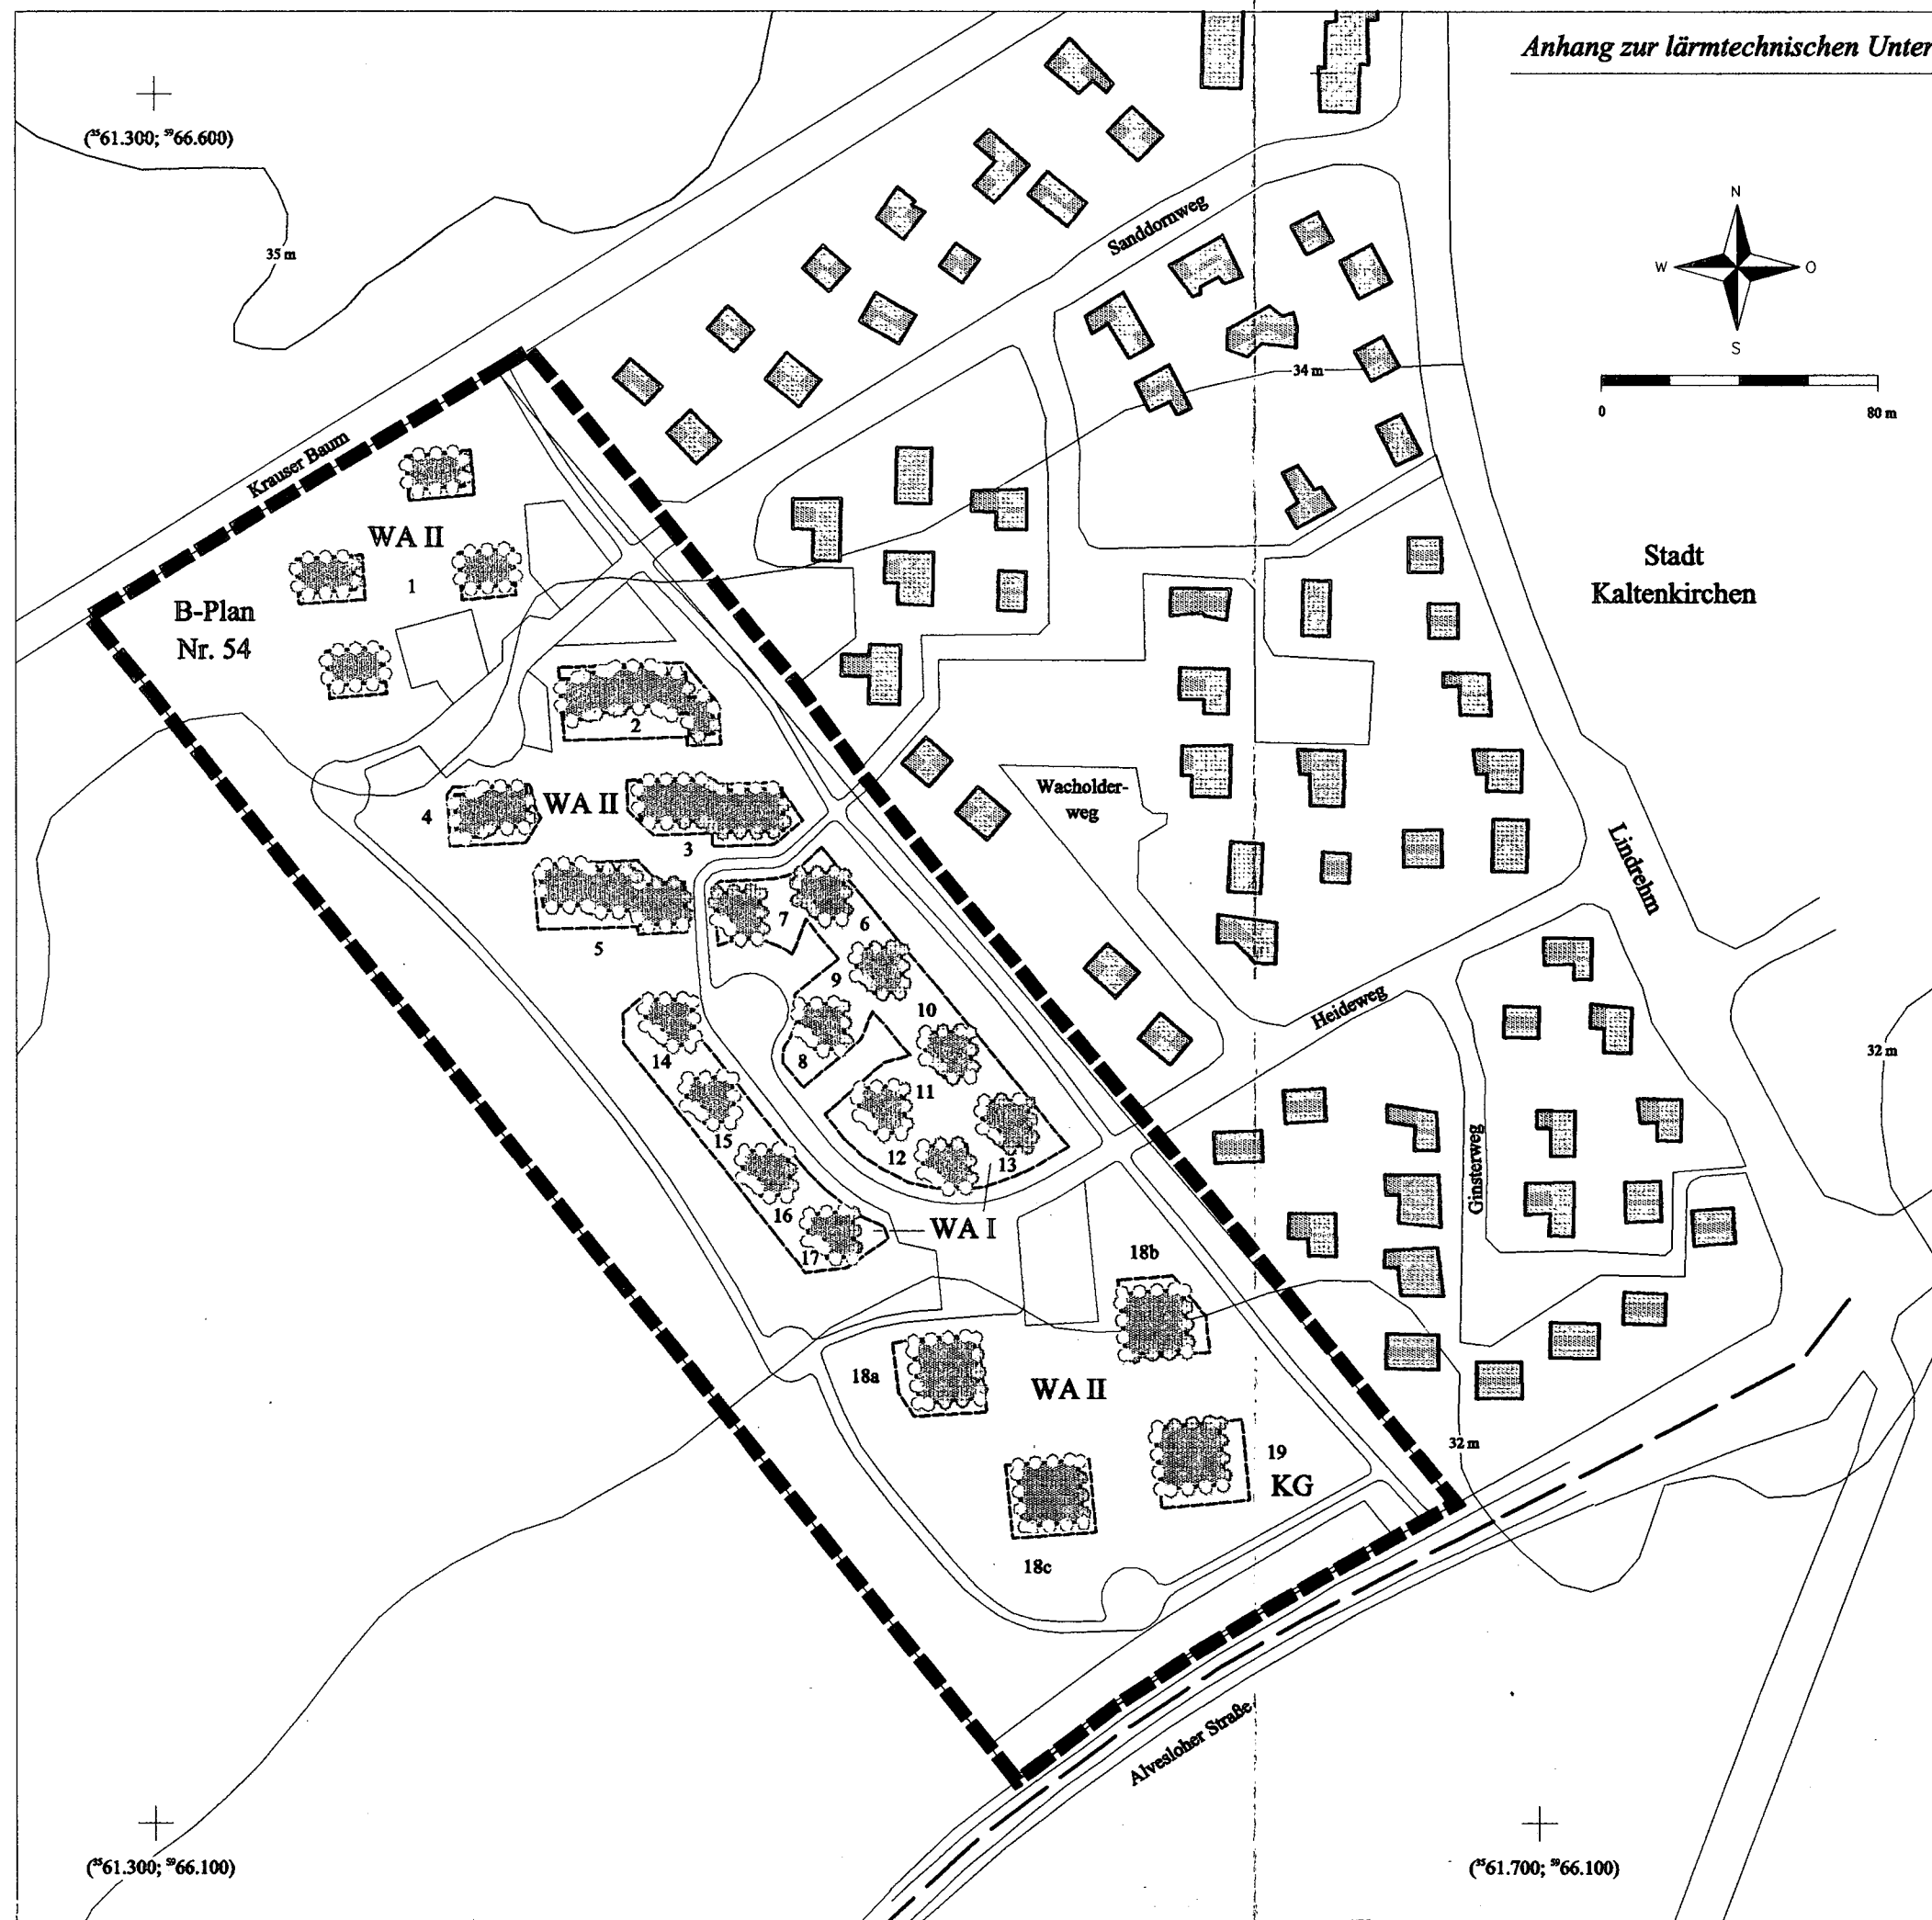 Anhang zur lärmtechnischen Unter
(³⁵61.300; ⁵⁹66.600)
35 m
Sanddornweg
N
W
O
S
0
80 m
34 m
Krauser Baum
WA II
1
B-Plan
Nr. 54
Stadt
Kaltenkirchen
2
4
WA II
3
Wacholder-
weg
Lindrehm
5
7
6
9
10
Heideweg
14
8
11
32 m
15
12
13
Ginsterweg
16
17
WA I
18b
18a
WA II
19
KG
32 m
18c
Alvesloher Straße
(³⁵61.300; ⁵⁹66.100)
(³⁵61.700; ⁵⁹66.100)